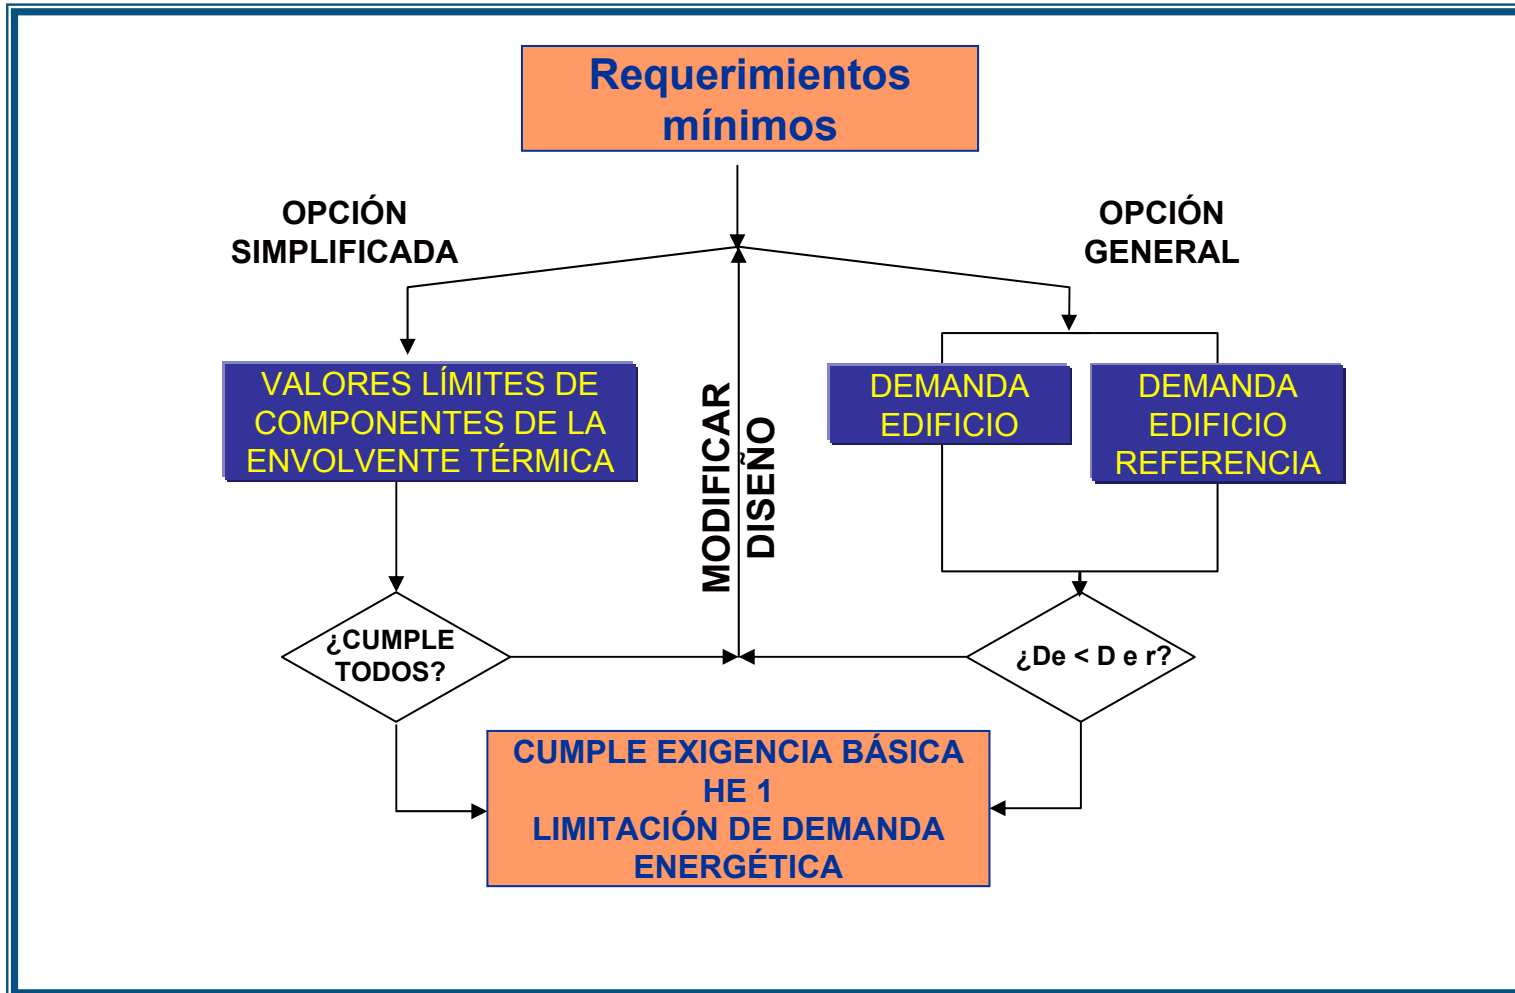 Requerimientos
mínimos
OPCIÓN
SIMPLIFICADA
OPCIÓN
GENERAL
VALORES LÍMITES DE
COMPONENTES DE LA
ENVOLVENTE TÉRMICA
MODIFICAR
DISEÑO
DEMANDA
EDIFICIO
DEMANDA
EDIFICIO
REFERENCIA
¿CUMPLE
TODOS?
¿De < D e r?
CUMPLE EXIGENCIA BÁSICA
HE 1
LIMITACIÓN DE DEMANDA
ENERGÉTICA